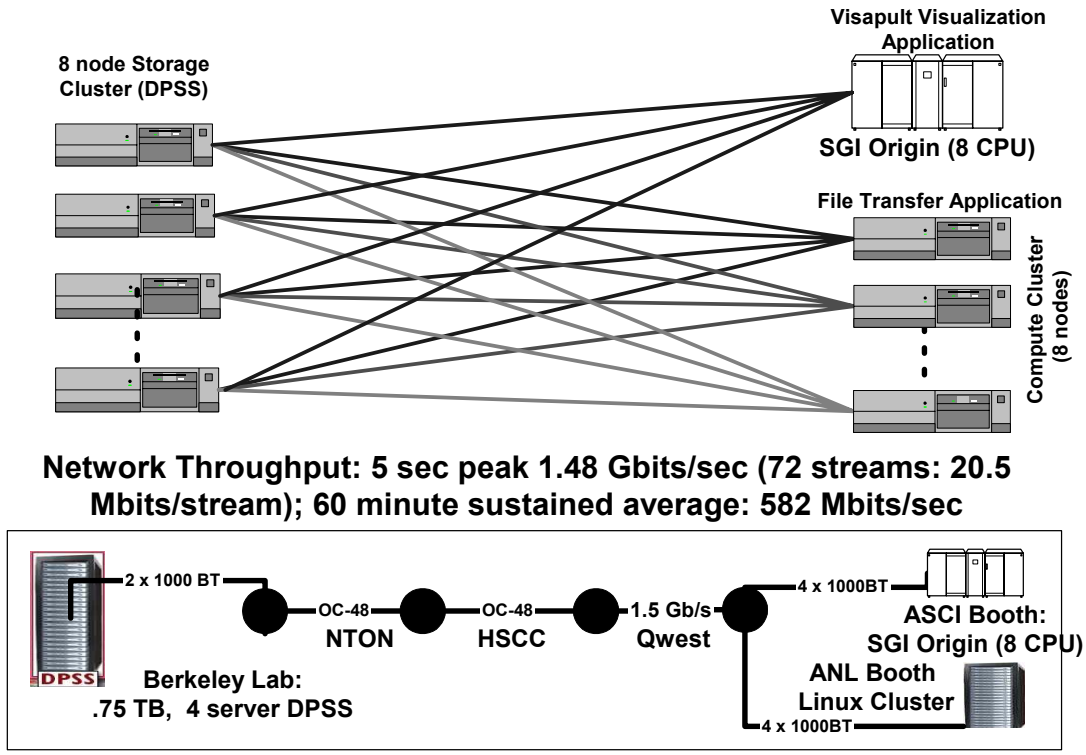 Visapult Visualization
Application
8 node Storage
Cluster (DPSS)
SGI Origin (8 CPU)
File Transfer Application
Compute Cluster
(8 nodes)
Network Throughput: 5 sec peak 1.48 Gbits/sec (72 streams: 20.5
Mbits/stream); 60 minute sustained average: 582 Mbits/sec
2 x 1000 BT
OC-48
NTON
OC-48
HSCC
1.5 Gb/s
Qwest
4 x 1000BT
ASCI Booth:
SGI Origin (8 CPU)
DPSS
Berkeley Lab:
.75 TB, 4 server DPSS
ANL Booth
Linux Cluster
4 x 1000BT